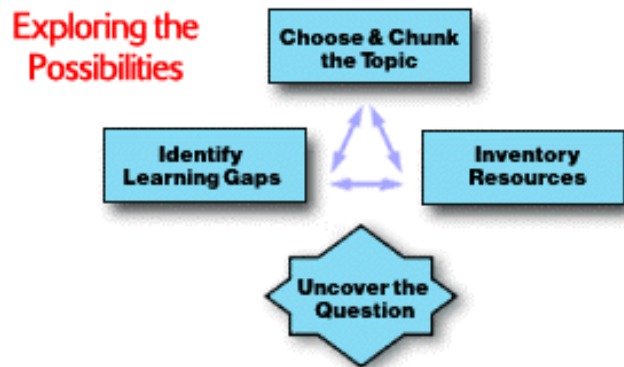 Exploring the
Possibilities
Choose & Chunk
the Topic
Identify
Learning Gaps
Inventory
Resources
Uncover the
Question